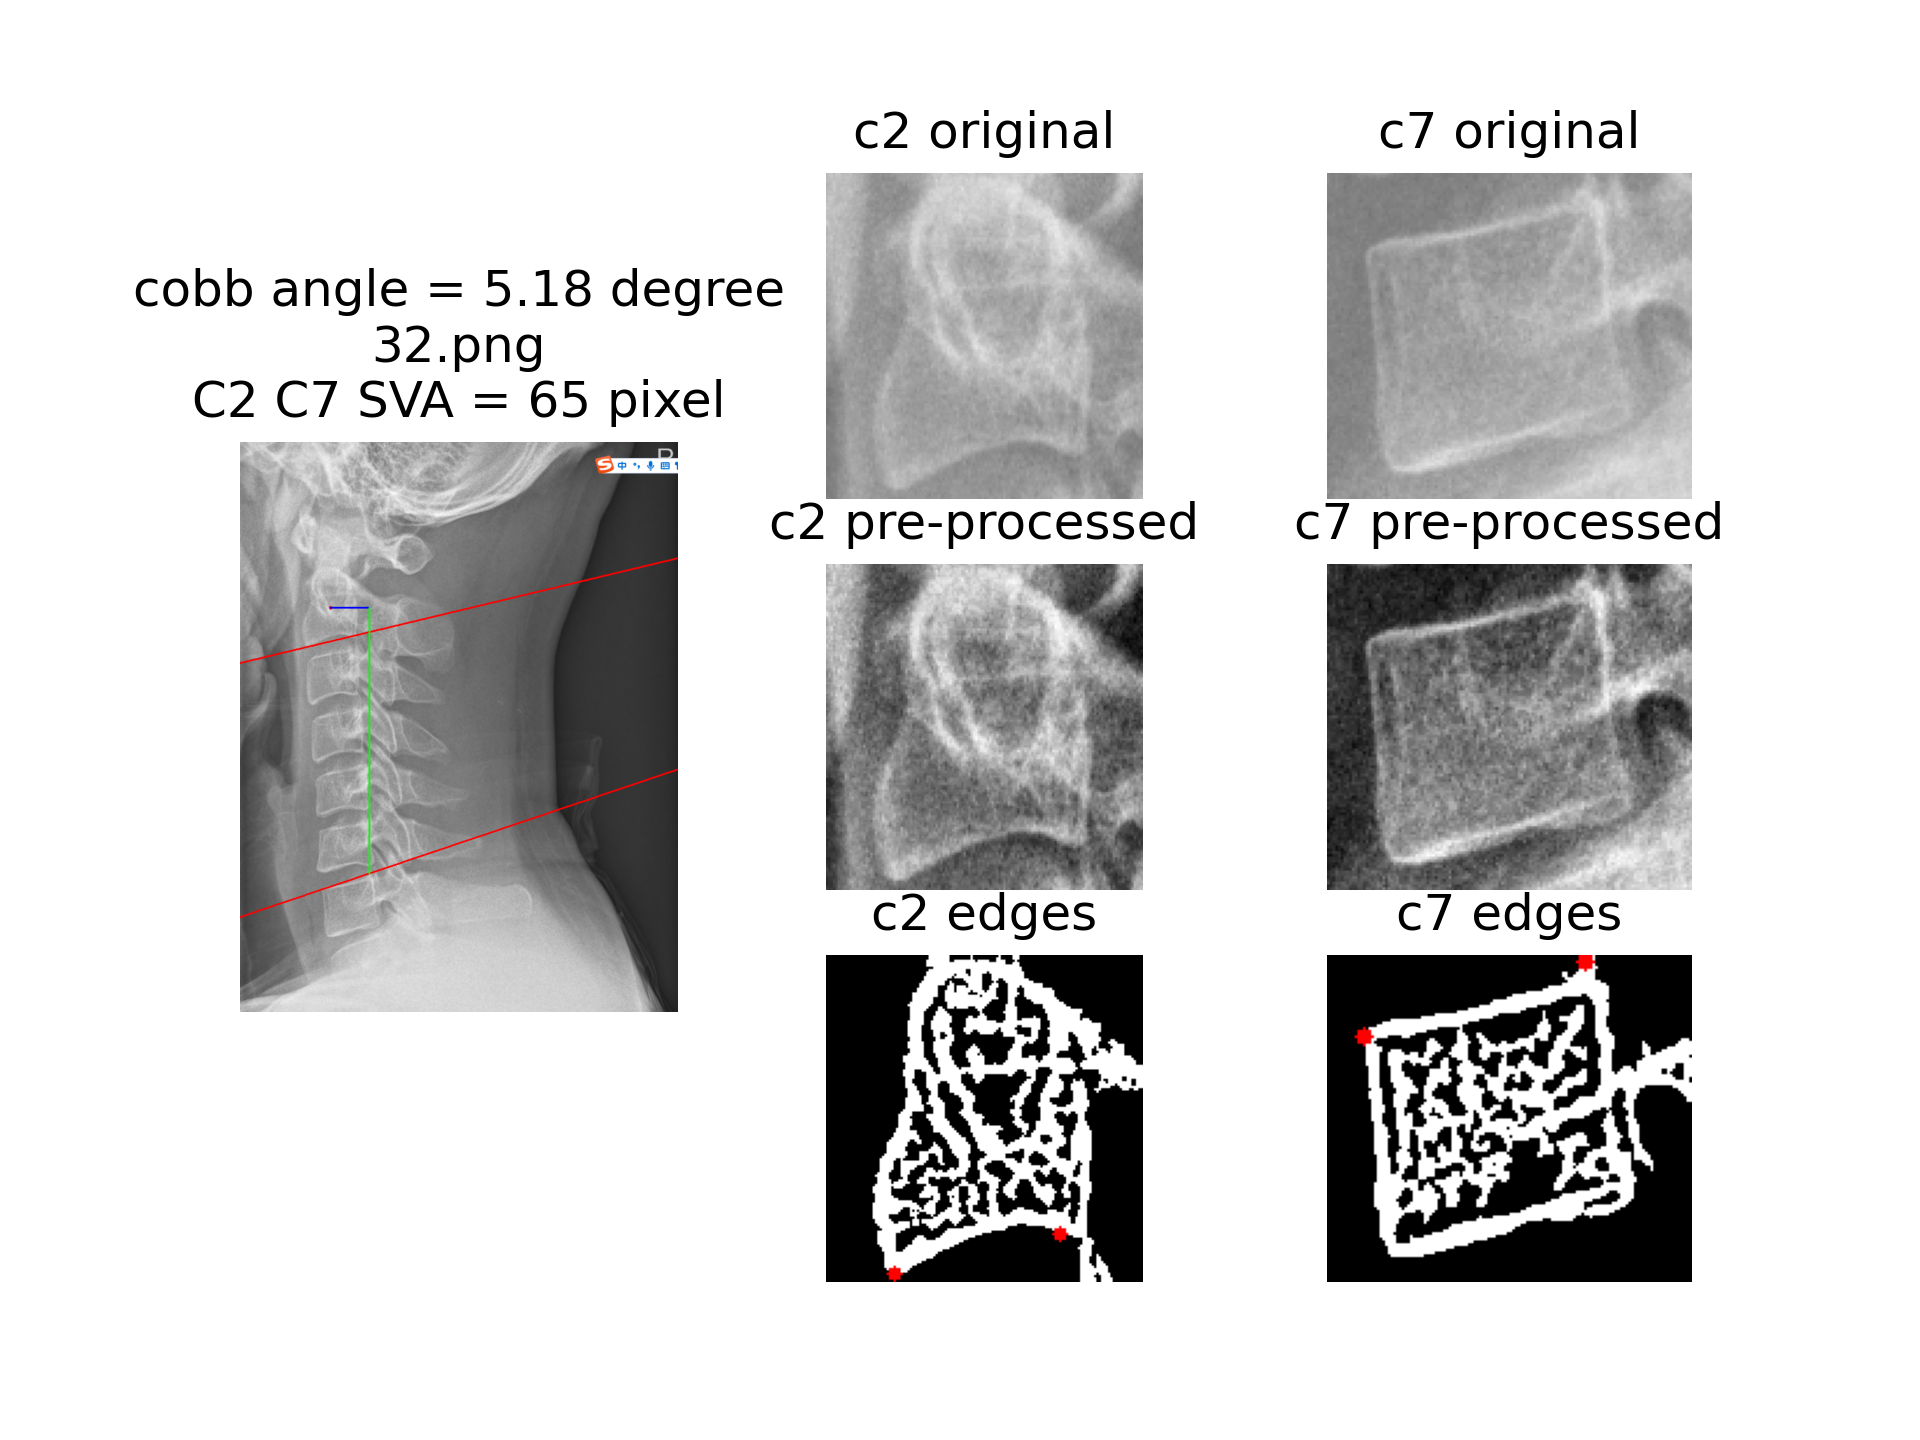 cobb angle = 5.18 degree
32.png
C2 C7 SVA = 65 pixel
S 中
c2 original
c7 original
c2 pre-processed
c7 pre-processed
c2 edges
c7 edges